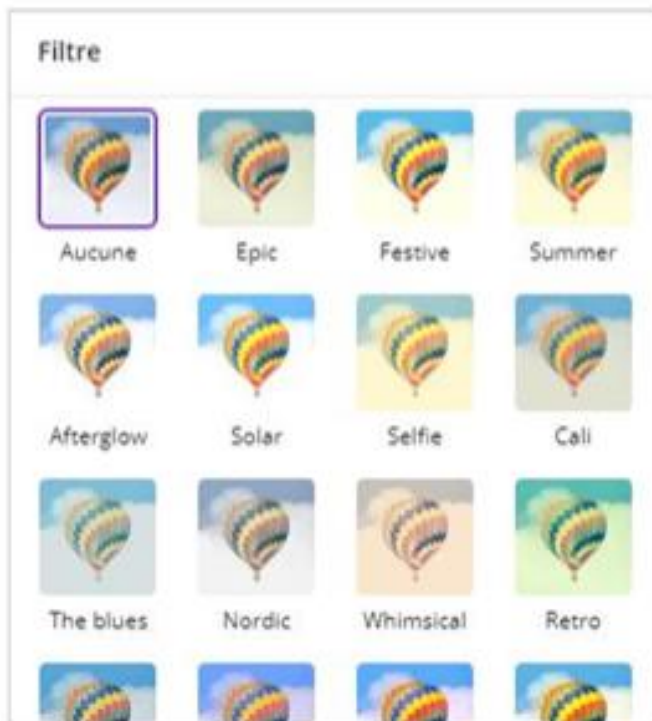 Filtre
Aucune Epic Festive Summer
Afterglow Solar Selfie Cali
The blues Nordic Whimsical Retro